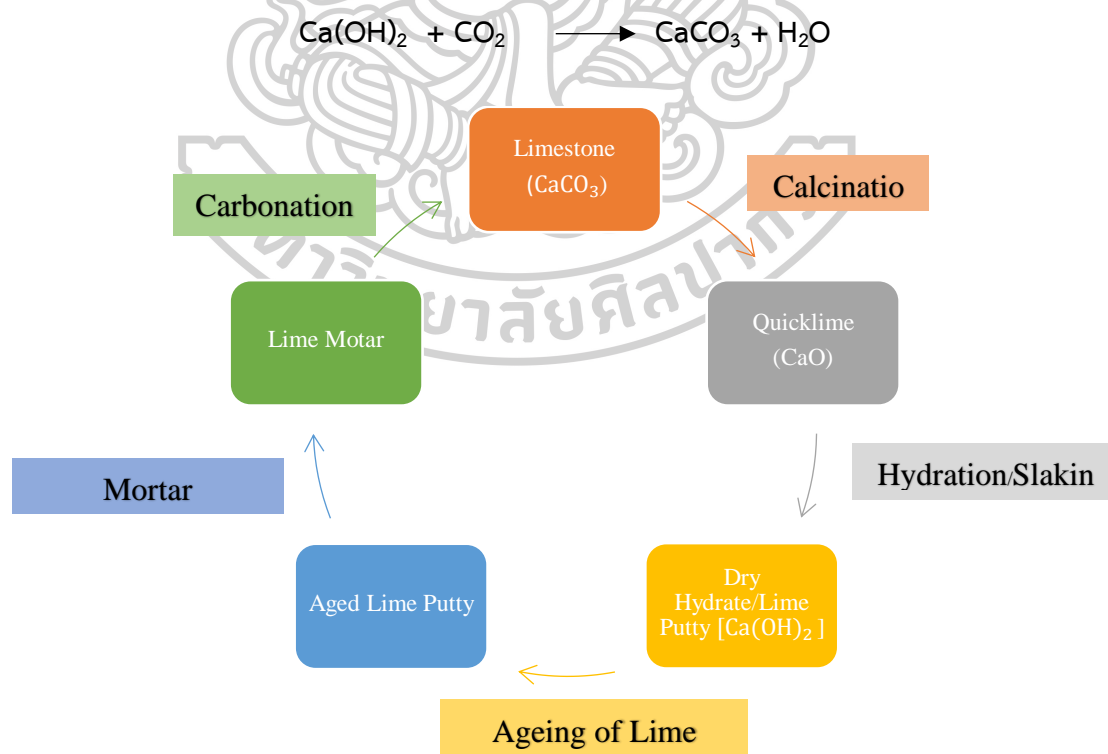 Ca(OH)₂ + CO₂ ⟶ CaCO₃ + H₂O
Limestone
(CaCO₃)
Calcinatio
Carbonation
Quicklime
(CaO)
Lime Motar
Hydration/Slakin
Mortar
Dry
Hydrate/Lime
Putty [Ca(OH)₂ ]
Aged Lime Putty
Ageing of Lime